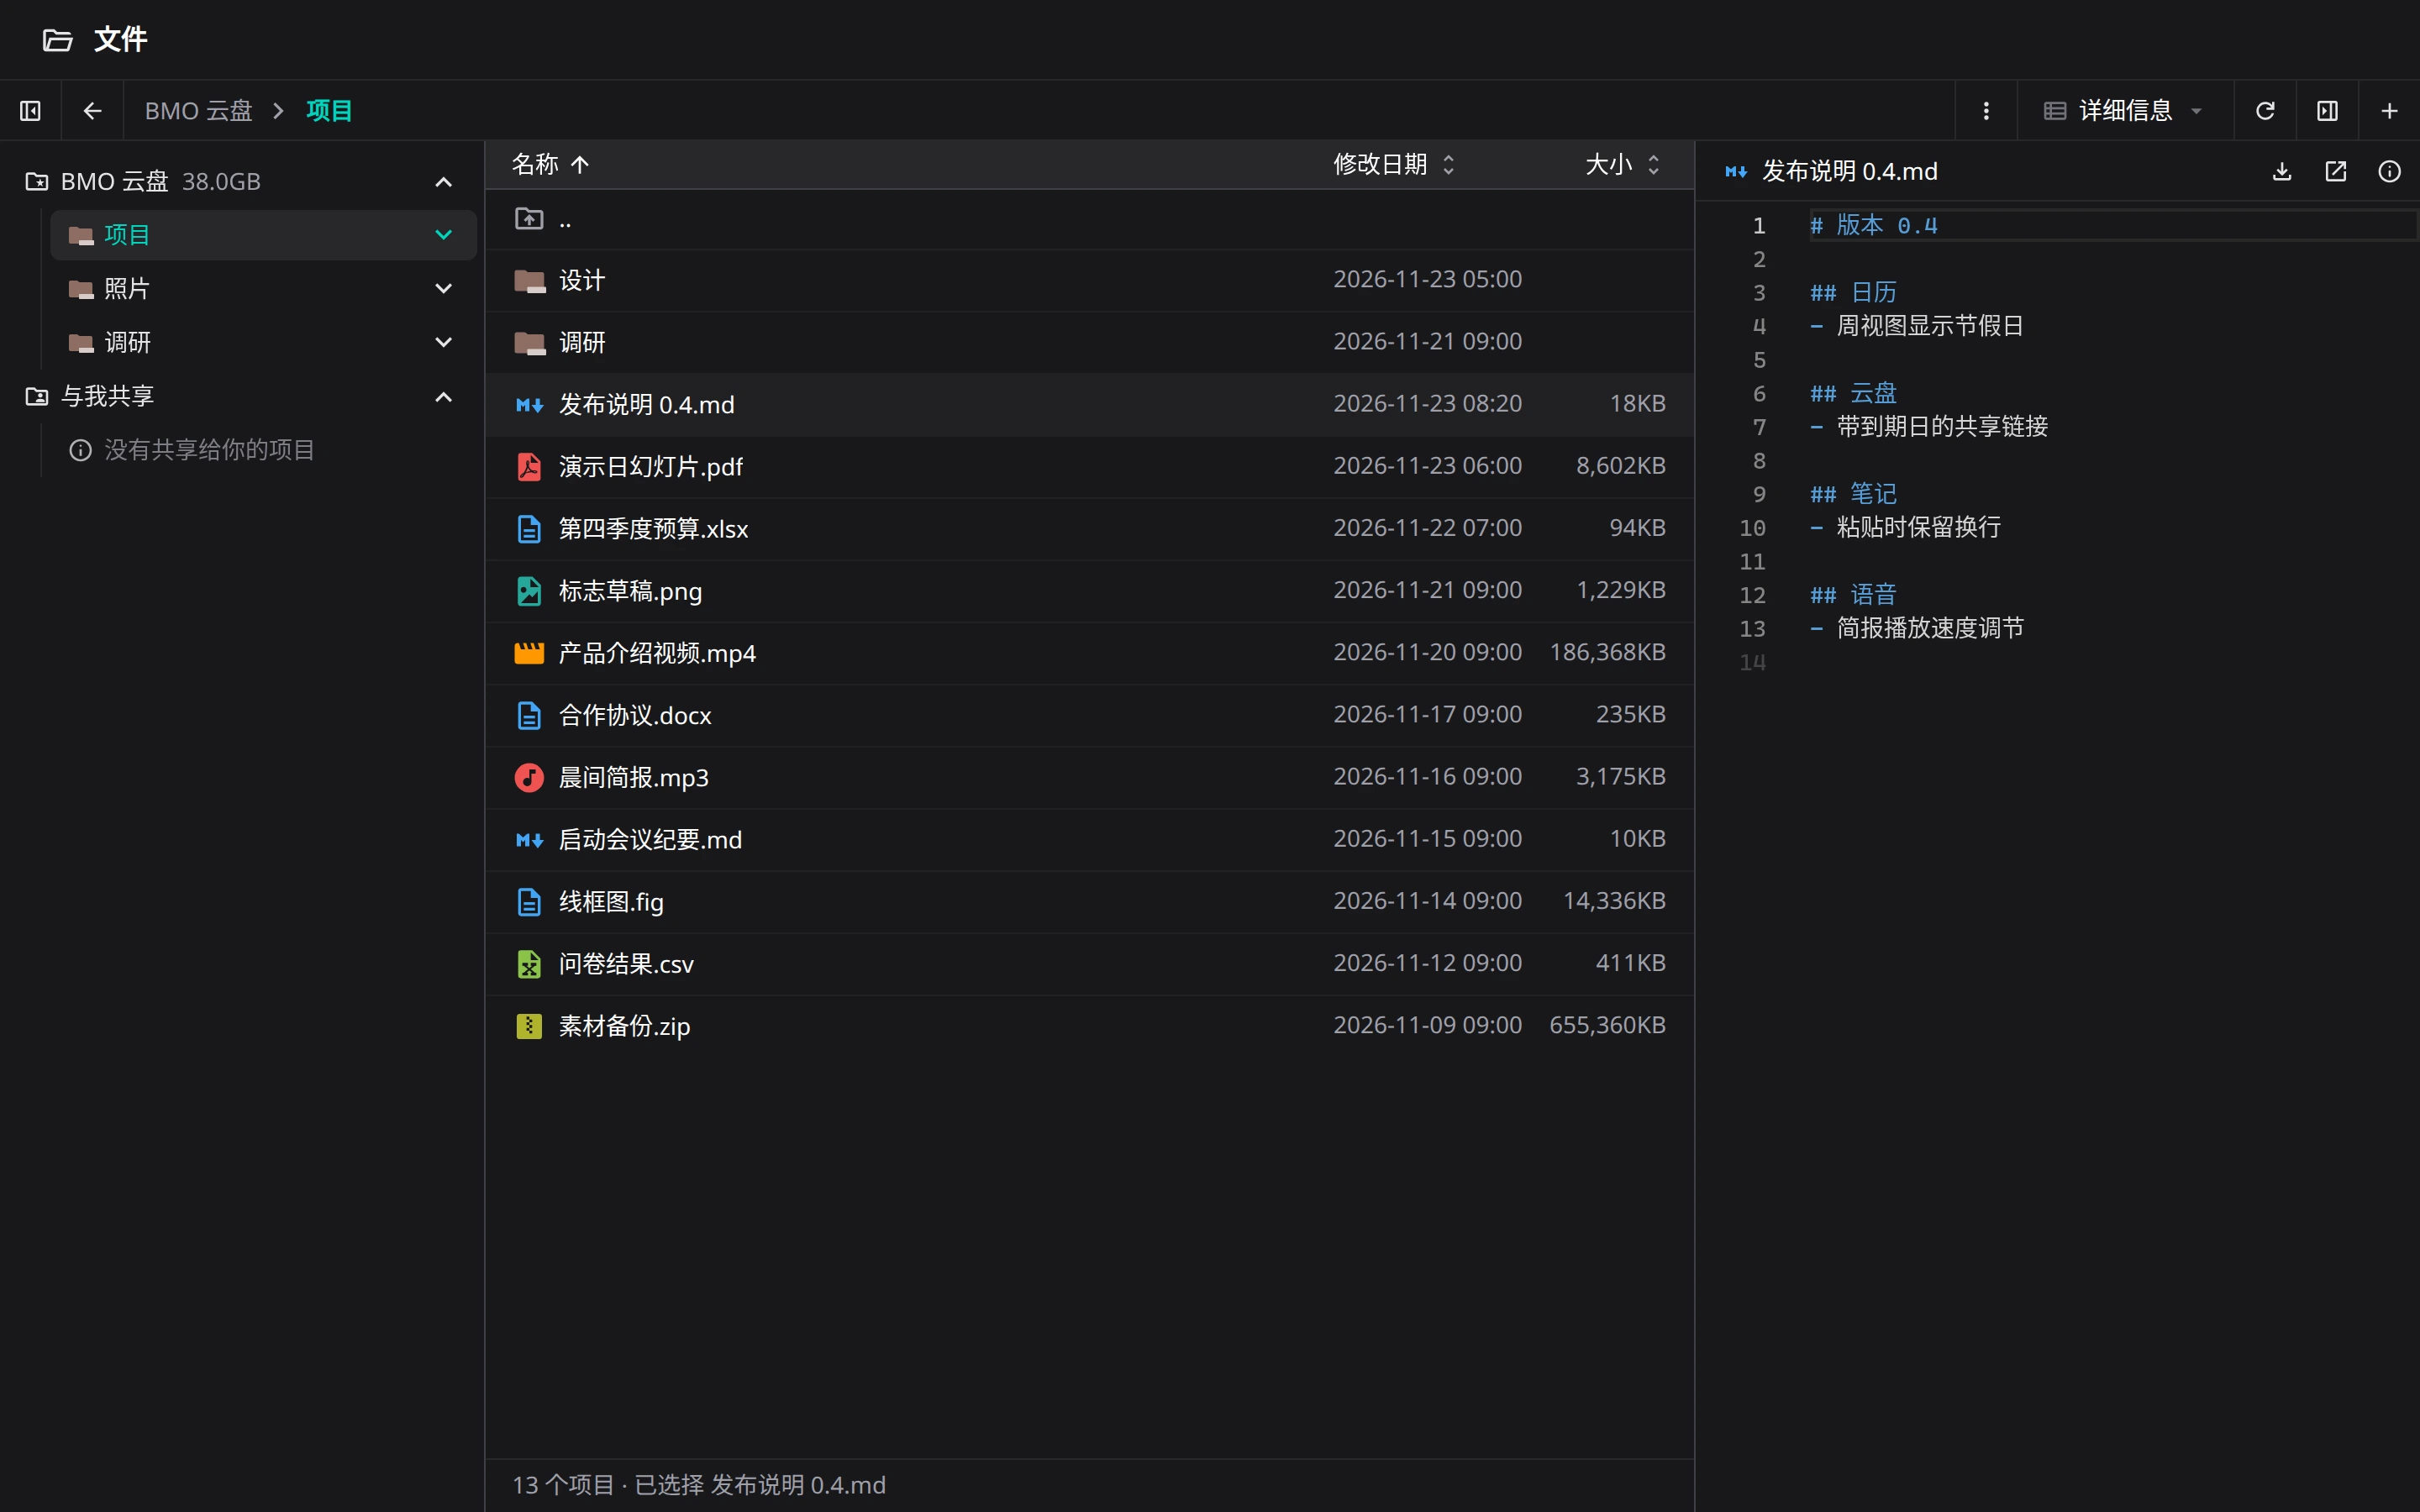 文件
BMO 云盘 > 项目
详细信息
BMO 云盘 38.0GB
项目
照片
调研
与我共享
没有共享给你的项目
名称 修改日期 大小
..
设计 2026-11-23 05:00
调研 2026-11-21 09:00
发布说明 0.4.md 2026-11-23 08:20 18KB
演示日幻灯片.pdf 2026-11-23 06:00 8,602KB
第四季度预算.xlsx 2026-11-22 07:00 94KB
标志草稿.png 2026-11-21 09:00 1,229KB
产品介绍视频.mp4 2026-11-20 09:00 186,368KB
合作协议.docx 2026-11-17 09:00 235KB
晨间简报.mp3 2026-11-16 09:00 3,175KB
启动会议纪要.md 2026-11-15 09:00 10KB
线框图.fig 2026-11-14 09:00 14,336KB
问卷结果.csv 2026-11-12 09:00 411KB
素材备份.zip 2026-11-09 09:00 655,360KB
13 个项目 · 已选择 发布说明 0.4.md
发布说明 0.4.md
1 # 版本 0.4
2
3 ## 日历
4 - 周视图显示节假日
5
6 ## 云盘
7 - 带到期日的共享链接
8
9 ## 笔记
10 - 粘贴时保留换行
11
12 ## 语音
13 - 简报播放速度调节
14